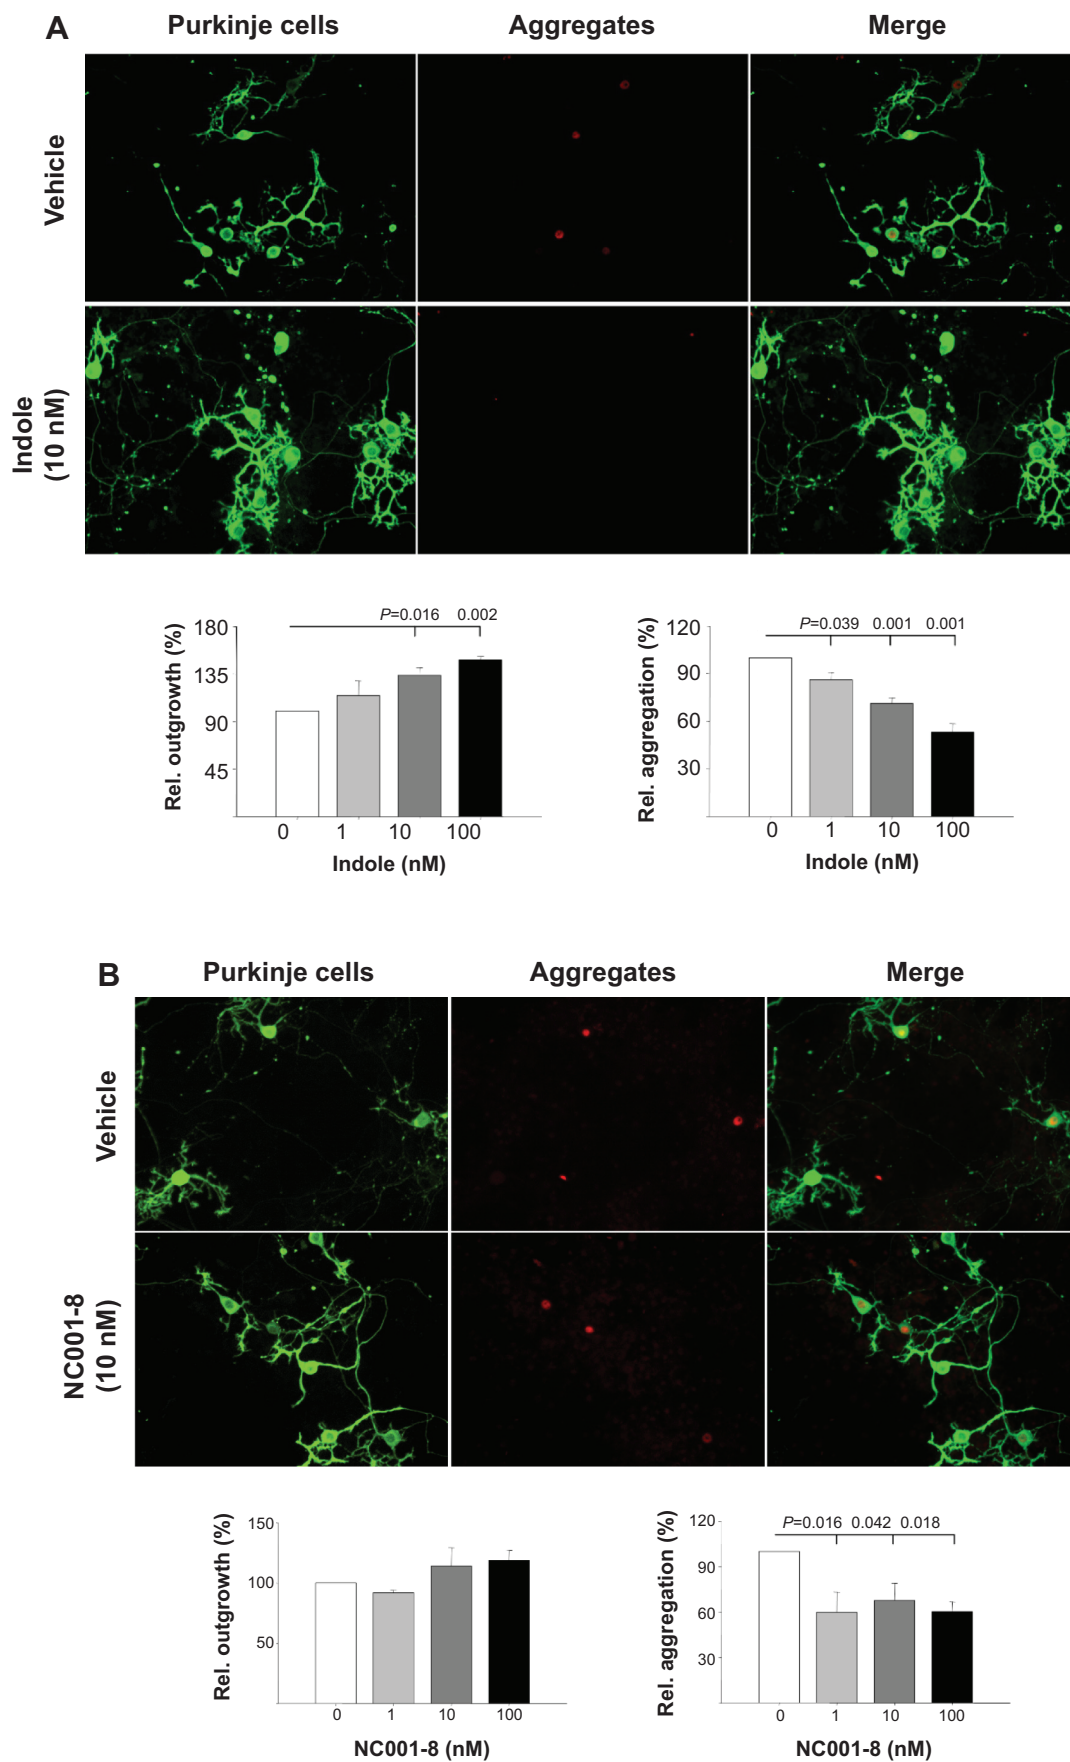 A
Purkinje cells
Aggregates
Merge
Vehicle
Indole
(10 nM)
Rel. outgrowth (%)
180
135
90
45
P=0.016
0.002
0
1
10
100
Indole (nM)
Rel. aggregation (%)
120
90
60
30
P=0.039
0.001
0.001
0
1
10
100
Indole (nM)
B
Purkinje cells
Aggregates
Merge
Vehicle
NC001-8
(10 nM)
Rel. outgrowth (%)
150
100
50
0
1
10
100
NC001-8 (nM)
Rel. aggregation (%)
120
90
60
30
P=0.016
0.042
0.018
0
1
10
100
NC001-8 (nM)